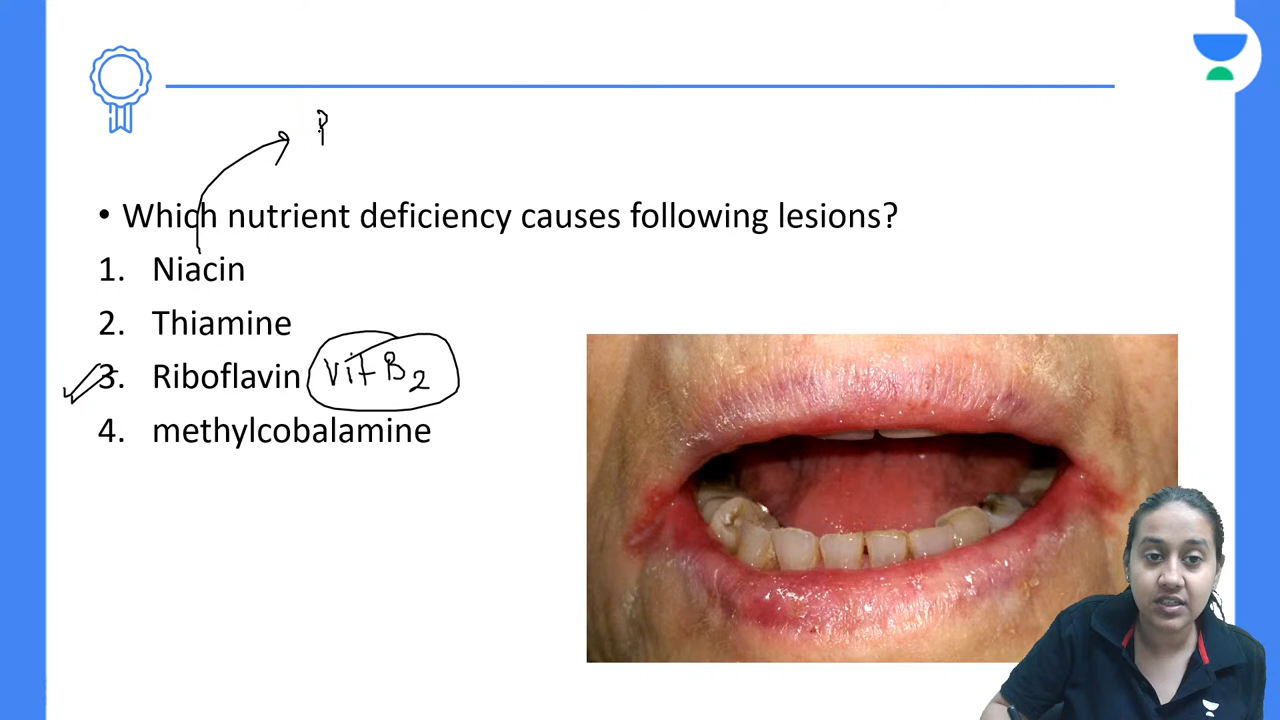 P
• Which nutrient deficiency causes following lesions?
1. Niacin
2. Thiamine
3. Riboflavin Vit B2
4. methylcobalamine